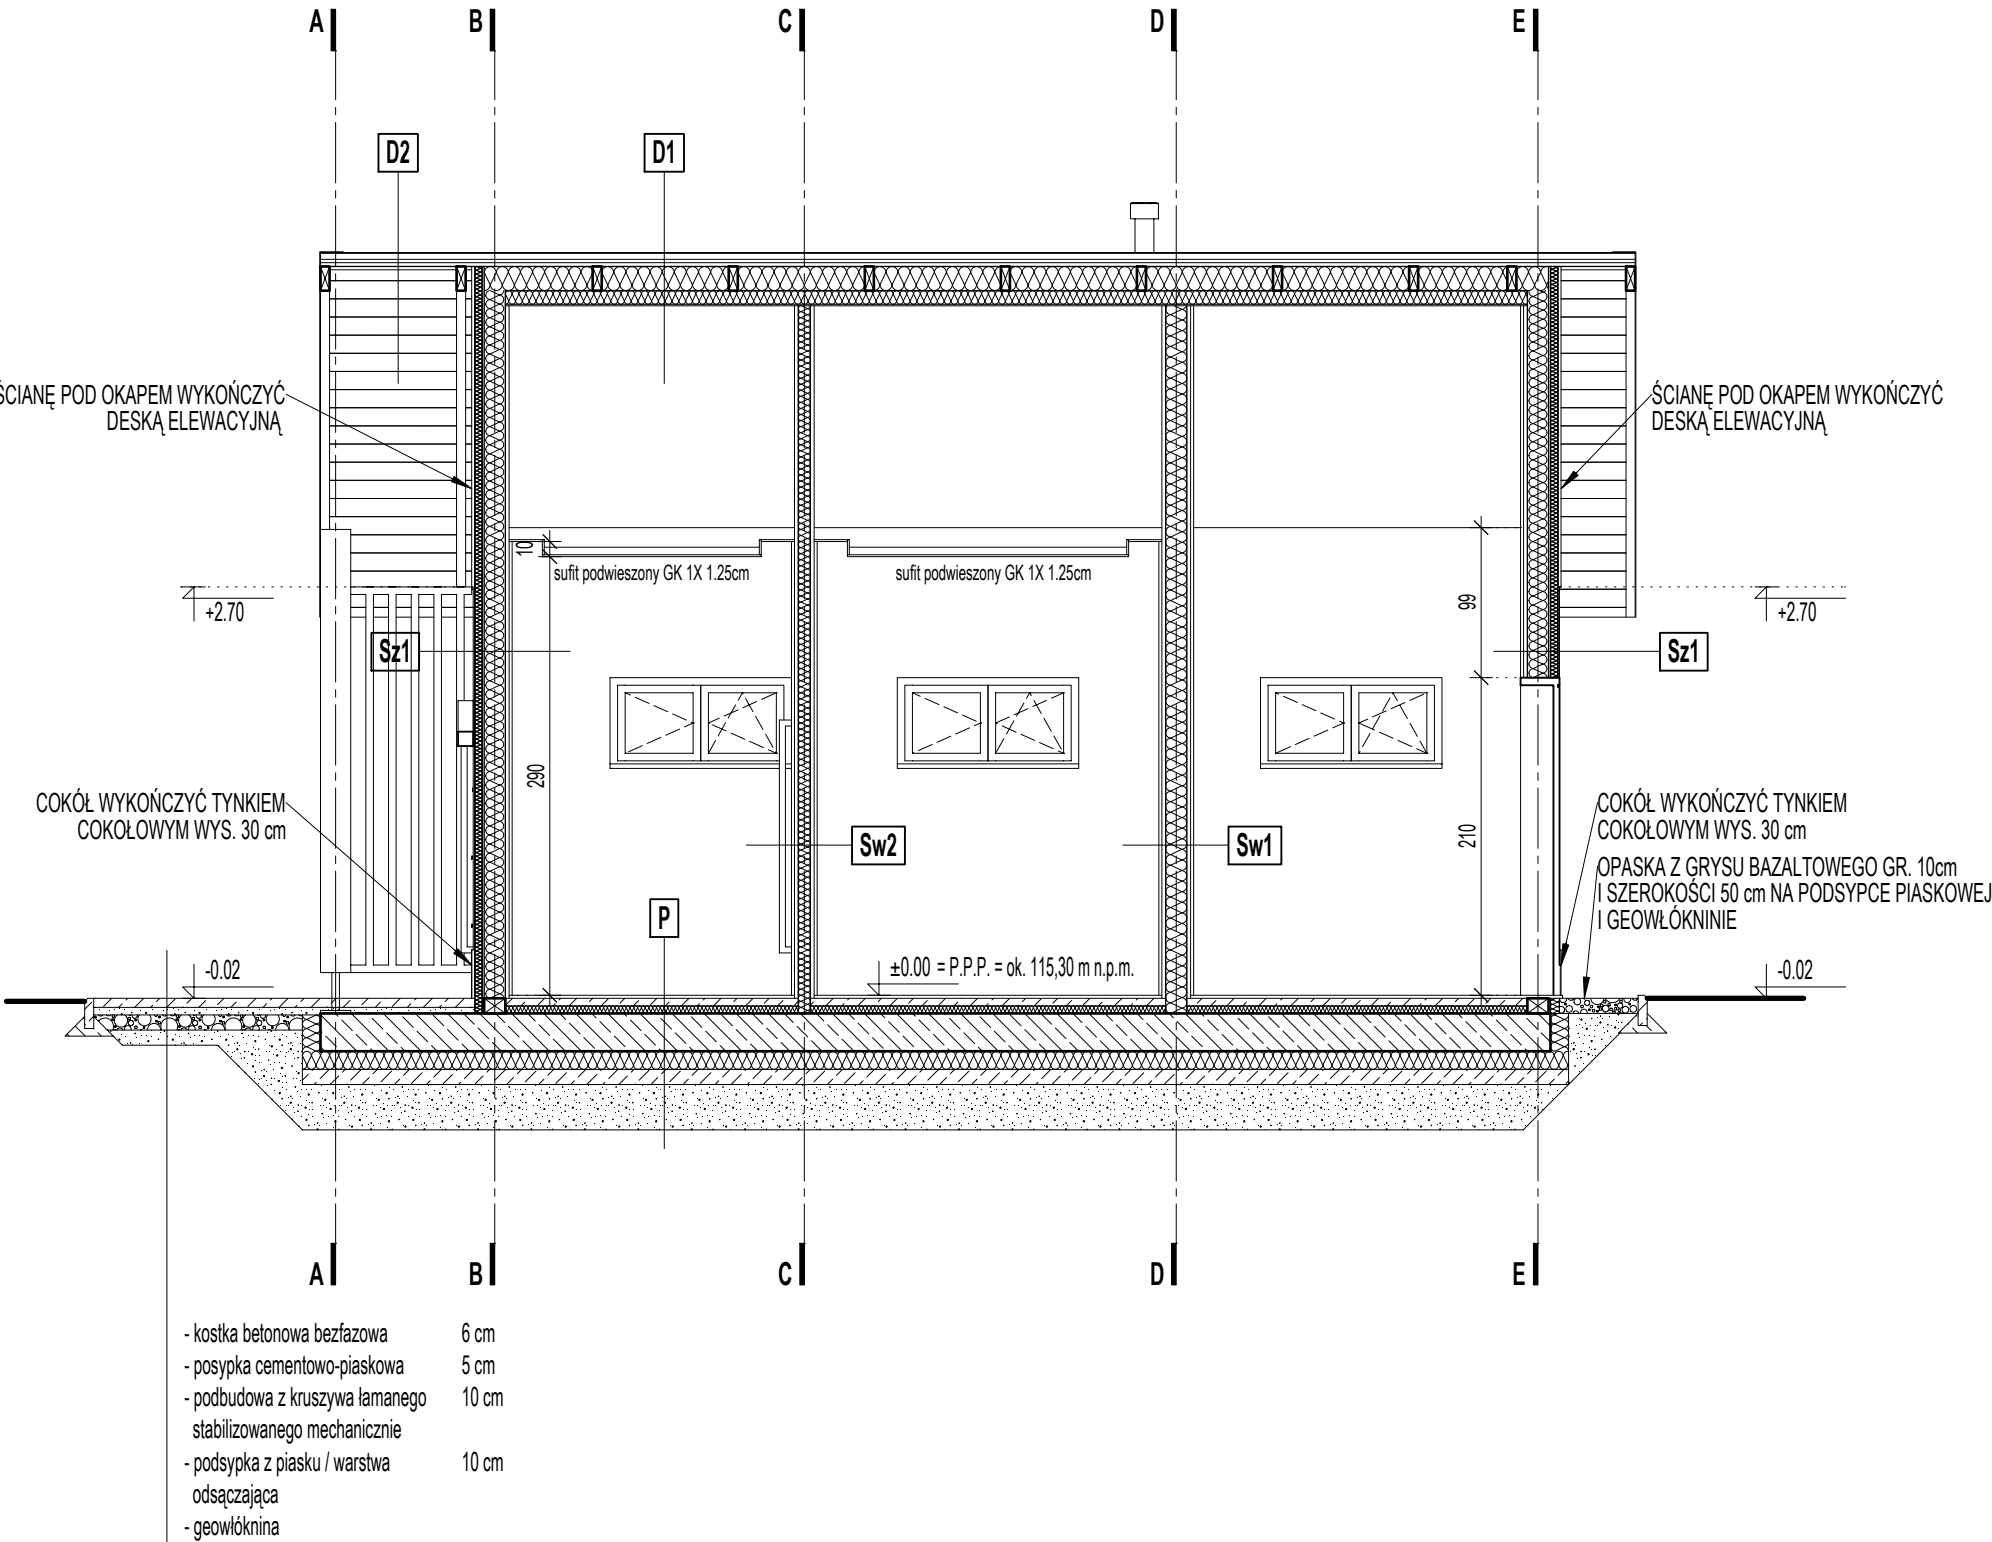 A B C D E
D2 D1
ŚCIANĘ POD OKAPEM WYKOŃCZYĆ
DESKĄ ELEWACYJNĄ
ŚCIANĘ POD OKAPEM WYKOŃCZYĆ
DESKĄ ELEWACYJNĄ
10
sufit podwieszony GK 1X 1.25cm
sufit podwieszony GK 1X 1.25cm
99
+2.70
+2.70
Sz1
Sz1
290
210
COKÓŁ WYKOŃCZYĆ TYNKIEM
COKOŁOWYM WYS. 30 cm
COKÓŁ WYKOŃCZYĆ TYNKIEM
COKOŁOWYM WYS. 30 cm
Sw2
Sw1
OPASKA Z GRYSU BAZALTOWEGO GR. 10cm
I SZEROKOŚCI 50 cm NA PODSYPCE PIASKOWEJ
I GEOWŁÓKNINIE
P
-0.02
±0.00 = P.P.P. = ok. 115,30 m n.p.m.
-0.02
A B C D E
- kostka betonowa bezfazowa 6 cm
- posypka cementowo-piaskowa 5 cm
- podbudowa z kruszywa łamanego 10 cm
stabilizowanego mechanicznie
- podsypka z piasku / warstwa 10 cm
odsączająca
- geowłóknina